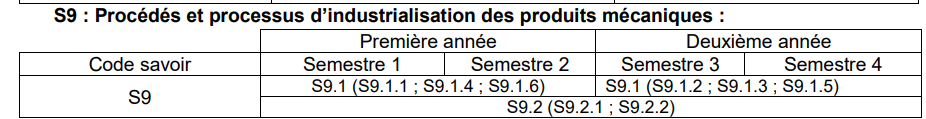 S9 : Procédés et processus d’industrialisation des produits mécaniques :
Première année Deuxième année
Code savoir Semestre 1 Semestre 2 Semestre 3 Semestre 4
S9 S9.1 (S9.1.1 ; S9.1.4 ; S9.1.6) S9.1 (S9.1.2 ; S9.1.3 ; S9.1.5)
S9.2 (S9.2.1 ; S9.2.2)